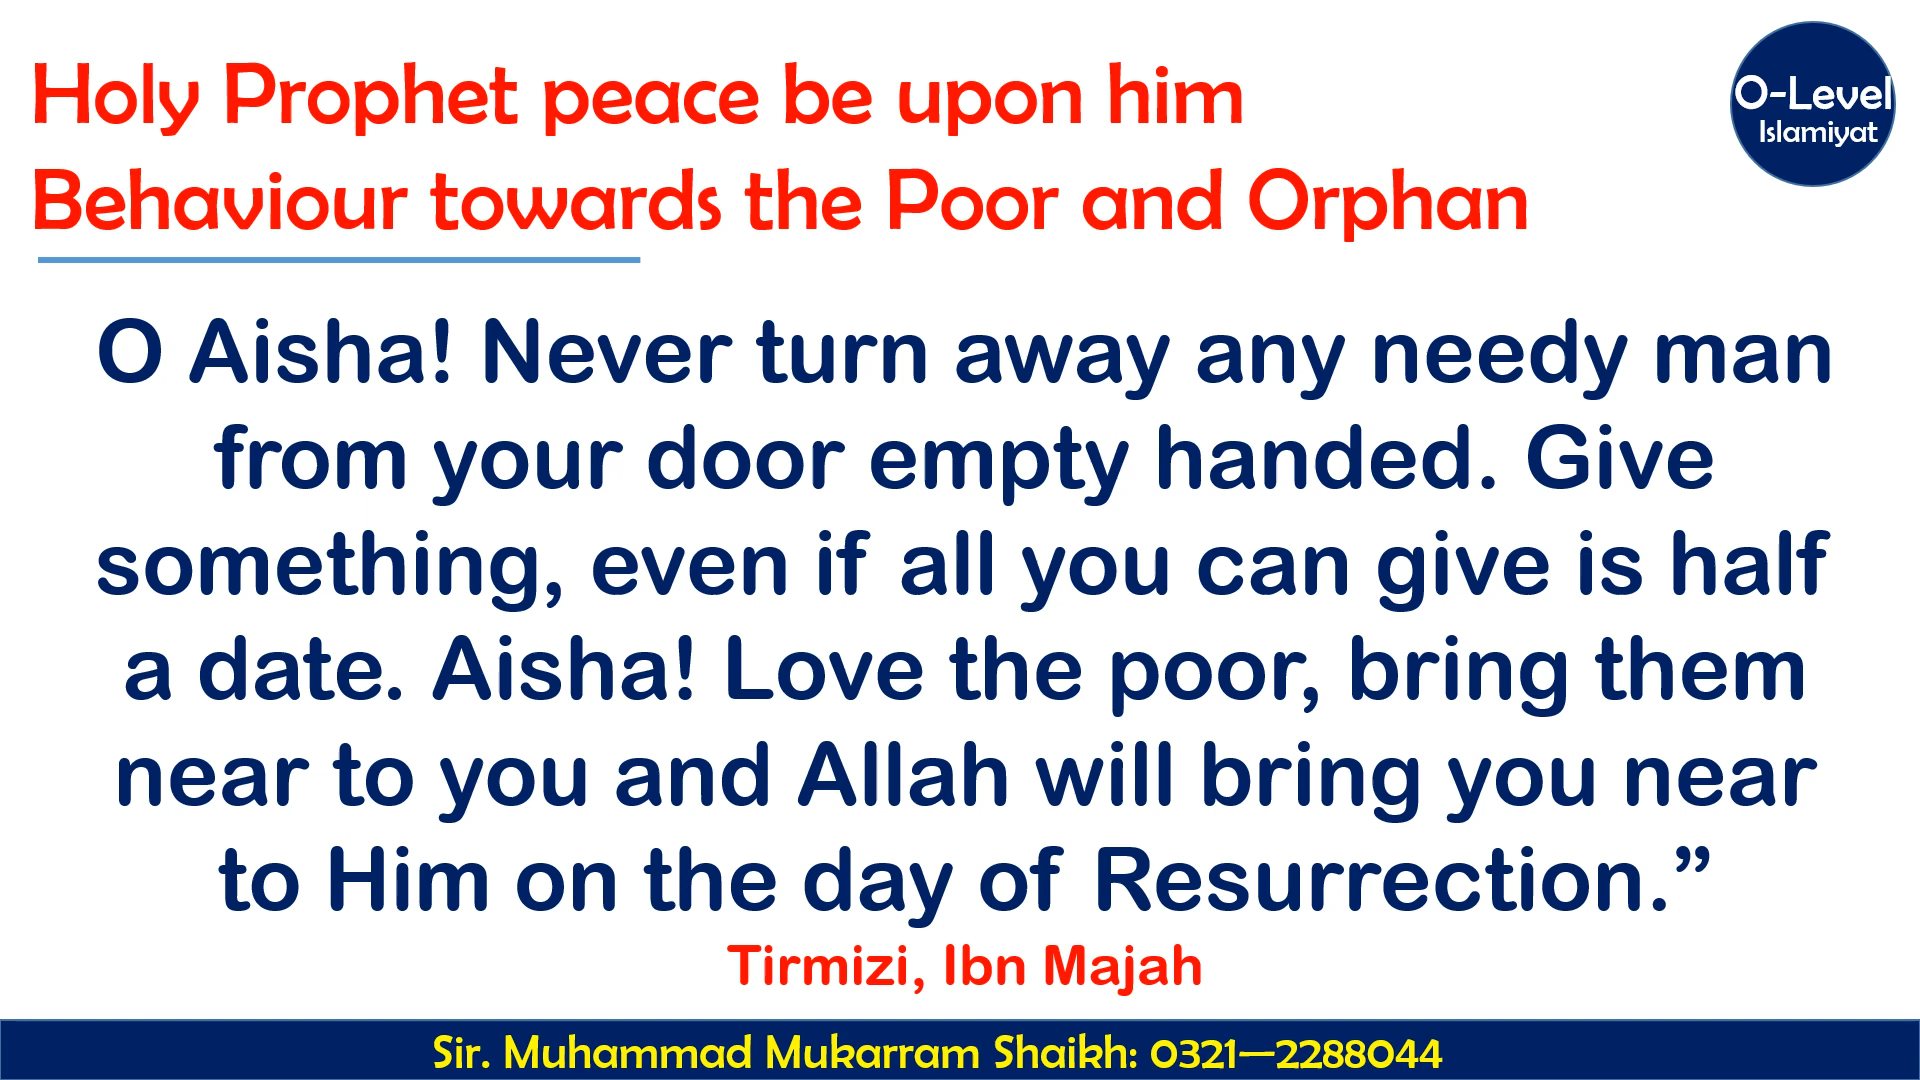 Holy Prophet peace be upon him
Behaviour towards the Poor and Orphan
O-Level
Islamiyat
O Aisha! Never turn away any needy man
from your door empty handed. Give
something, even if all you can give is half
a date. Aisha! Love the poor, bring them
near to you and Allah will bring you near
to Him on the day of Resurrection.”
Tirmizi, Ibn Majah
Sir. Muhammad Mukarram Shaikh: 0321—2288044